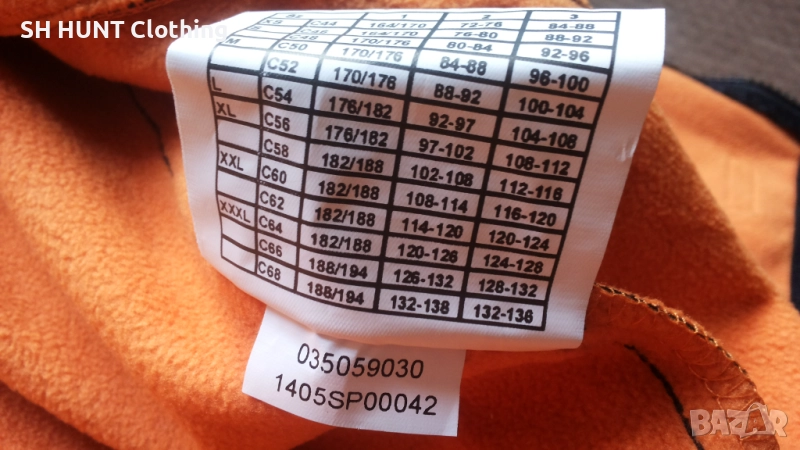 SH HUNT Clothing
1 2 3
XS C44 164/170 72-76 84-88
S C46 164/170 76-80 88-92
C48 170/176 80-84 92-96
M C50 170/176 84-88 96-100
C52 170/176 88-92 100-104
L C54 176/182 92-97 104-108
XL C56 176/182 97-102 108-112
C58 182/188 102-108 112-116
XXL C60 182/188 108-114 116-120
C62 182/188 114-120 120-124
XXXL C64 182/188 120-126 124-128
C66 188/194 126-132 128-132
C68 188/194 132-138 132-136
035059030
1405SP00042
BAZAR